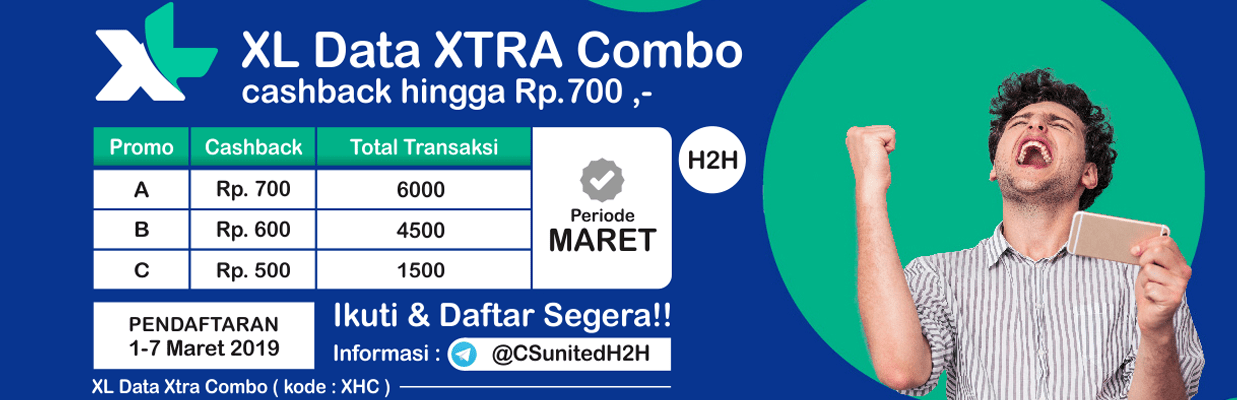 XL
XL Data XTRA Combo
cashback hingga Rp.700 ,-
Promo Cashback Total Transaksi
A Rp. 700 6000
B Rp. 600 4500
C Rp. 500 1500
Periode
MARET
H2H
PENDAFTARAN
1-7 Maret 2019
Ikuti & Daftar Segera!!
Informasi : @CSunitedH2H
XL Data Xtra Combo ( kode : XHC )